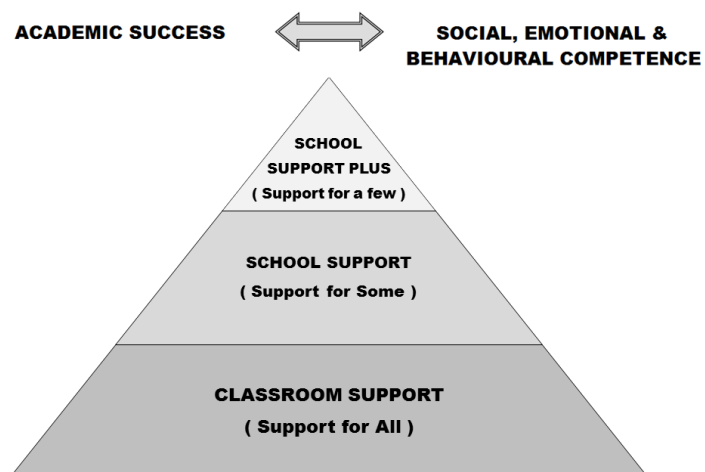 ACADEMIC SUCCESS
SOCIAL, EMOTIONAL &
BEHAVIOURAL COMPETENCE
SCHOOL
SUPPORT PLUS
( Support for a few )
SCHOOL SUPPORT
( Support for Some )
CLASSROOM SUPPORT
( Support for All )